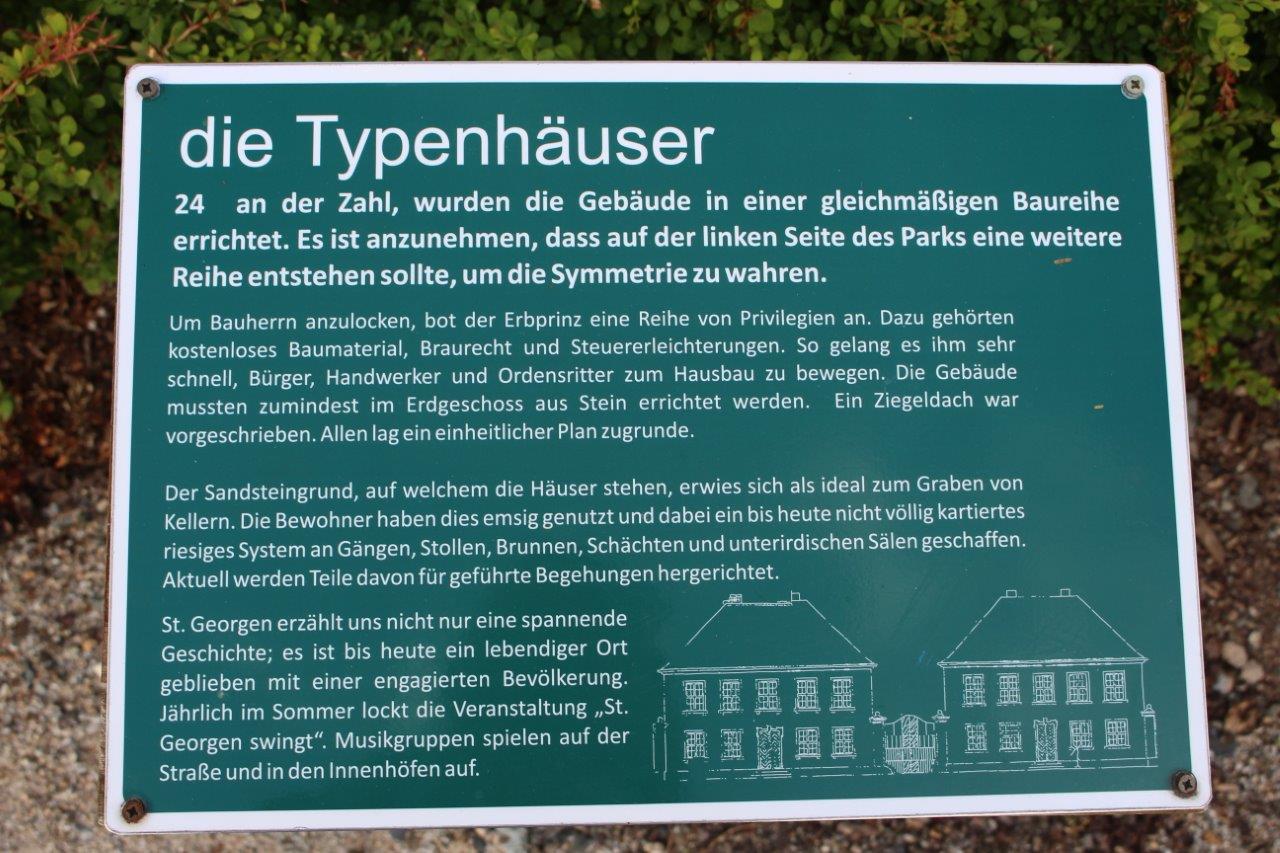 die Typenhäuser
24 an der Zahl, wurden die Gebäude in einer gleichmäßigen Baureihe
errichtet. Es ist anzunehmen, dass auf der linken Seite des Parks eine weitere
Reihe entstehen sollte, um die Symmetrie zu wahren.
Um Bauherrn anzulocken, bot der Erbprinz eine Reihe von Privilegien an. Dazu gehörten
kostenloses Baumaterial, Braurecht und Steuererleichterungen. So gelang es ihm sehr
schnell, Bürger, Handwerker und Ordensritter zum Hausbau zu bewegen. Die Gebäude
mussten zumindest im Erdgeschoss aus Stein errichtet werden. Ein Ziegeldach war
vorgeschrieben. Allen lag ein einheitlicher Plan zugrunde.
Der Sandsteingrund, auf welchem die Häuser stehen, erwies sich als ideal zum Graben von
Kellern. Die Bewohner haben dies emsig genutzt und dabei ein bis heute nicht völlig kartiertes
riesiges System an Gängen, Stollen, Brunnen, Schächten und unterirdischen Sälen geschaffen.
Aktuell werden Teile davon für geführte Begehungen hergerichtet.
St. Georgen erzählt uns nicht nur eine spannende
Geschichte; es ist bis heute ein lebendiger Ort
geblieben mit einer engagierten Bevölkerung.
Jährlich im Sommer lockt die Veranstaltung „St.
Georgen swingt“. Musikgruppen spielen auf der
Straße und in den Innenhöfen auf.